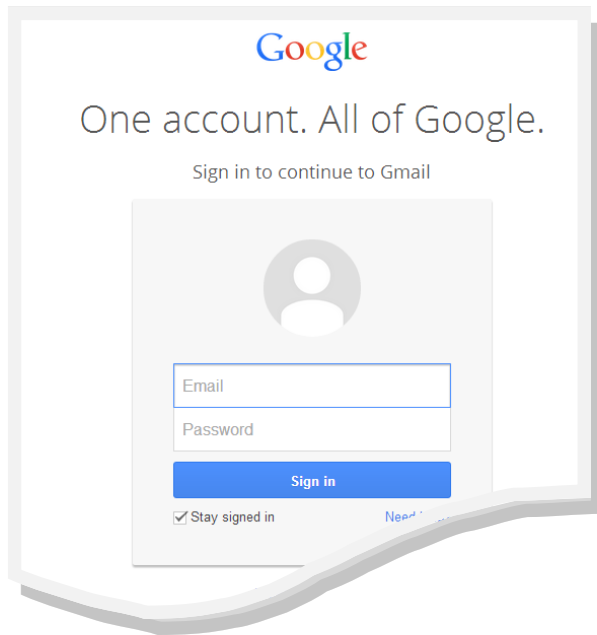 Google
One account. All of Google.
Sign in to continue to Gmail
Email
Password
Sign in
Stay signed in Need